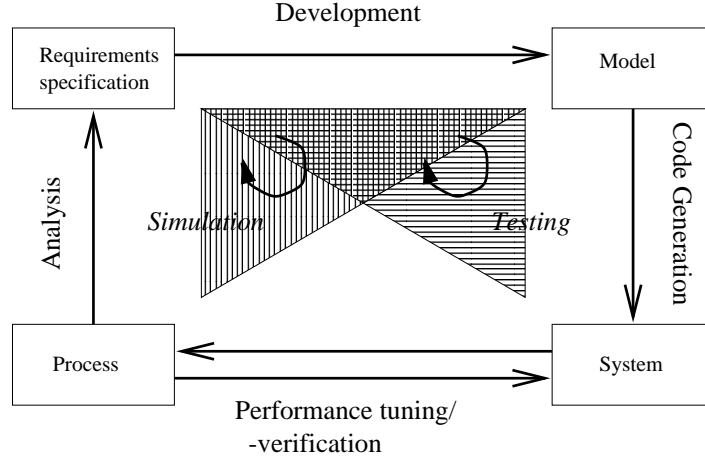 Development
Requirements
specification
Model
Code Generation
Analysis
Simulation
Testing
Process
System
Performance tuning/
-verification